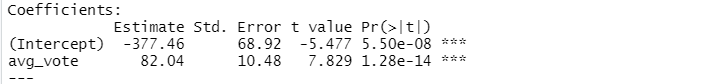 Coefficients:
Estimate Std. Error t value Pr(>|t|)
(Intercept) -377.46 68.92 -5.477 5.50e-08 ***
avg_vote 82.04 10.48 7.829 1.28e-14 ***
---